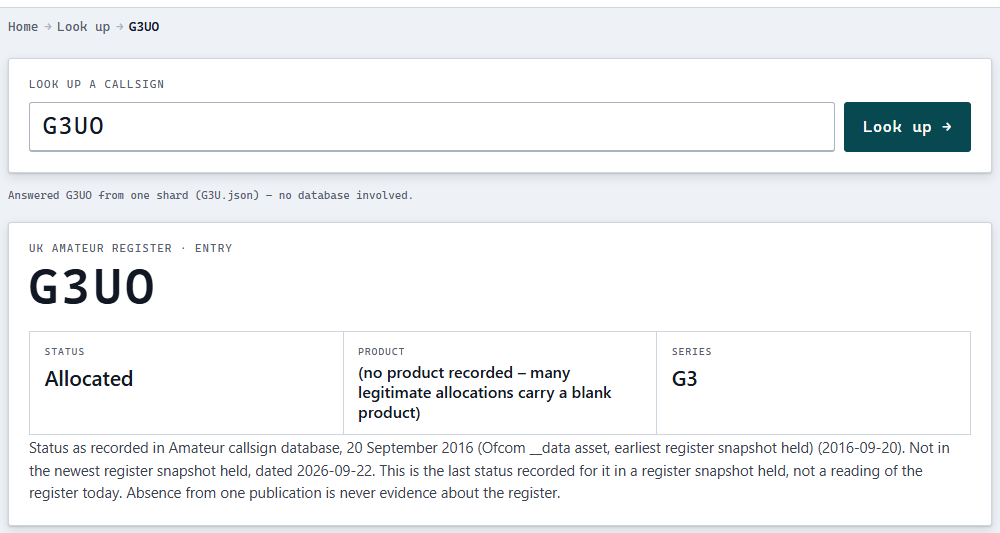 Home → Look up → G3UO
LOOK UP A CALLSIGN
G3UO
Look up →
Answered G3UO from one shard (G3U.json) — no database involved.
UK AMATEUR REGISTER · ENTRY
G3UO
STATUS
Allocated
PRODUCT
(no product recorded – many
legitimate allocations carry a blank
product)
SERIES
G3
Status as recorded in Amateur callsign database, 20 September 2016 (Ofcom __data asset, earliest register snapshot held) (2016-09-20). Not in
the newest register snapshot held, dated 2026-09-22. This is the last status recorded for it in a register snapshot held, not a reading of the
register today. Absence from one publication is never evidence about the register.